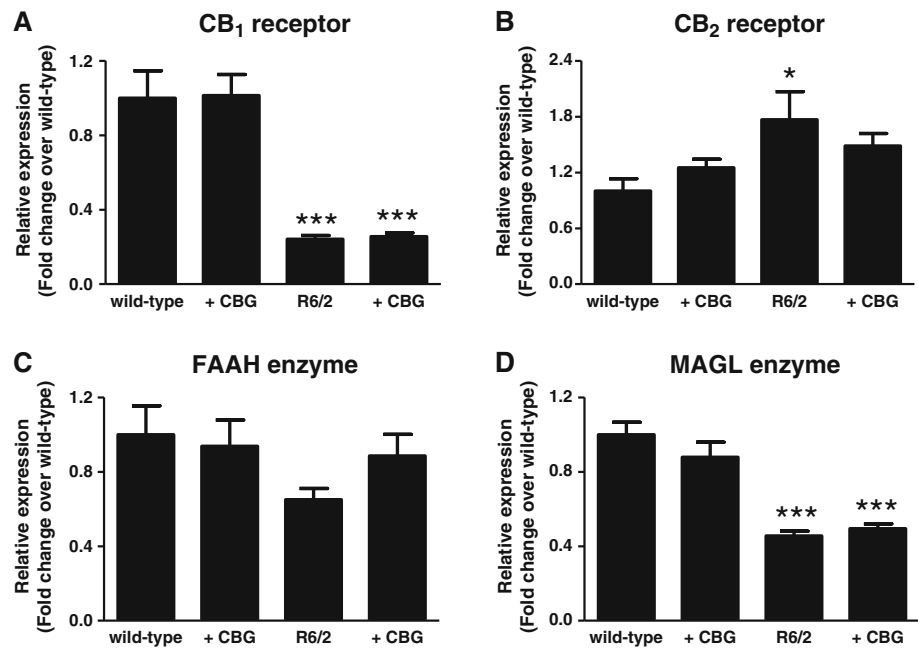 A
CB₁ receptor
Relative expression
(Fold change over wild-type)
1.2
0.8
0.4
0.0
***
***
wild-type
+ CBG
R6/2
+ CBG
B
CB₂ receptor
Relative expression
(Fold change over wild-type)
2.4
1.8
1.2
0.6
0.0
*
wild-type
+ CBG
R6/2
+ CBG
C
FAAH enzyme
Relative expression
(Fold change over wild-type)
1.2
0.8
0.4
0.0
wild-type
+ CBG
R6/2
+ CBG
D
MAGL enzyme
Relative expression
(Fold change over wild-type)
1.2
0.8
0.4
0.0
***
***
wild-type
+ CBG
R6/2
+ CBG